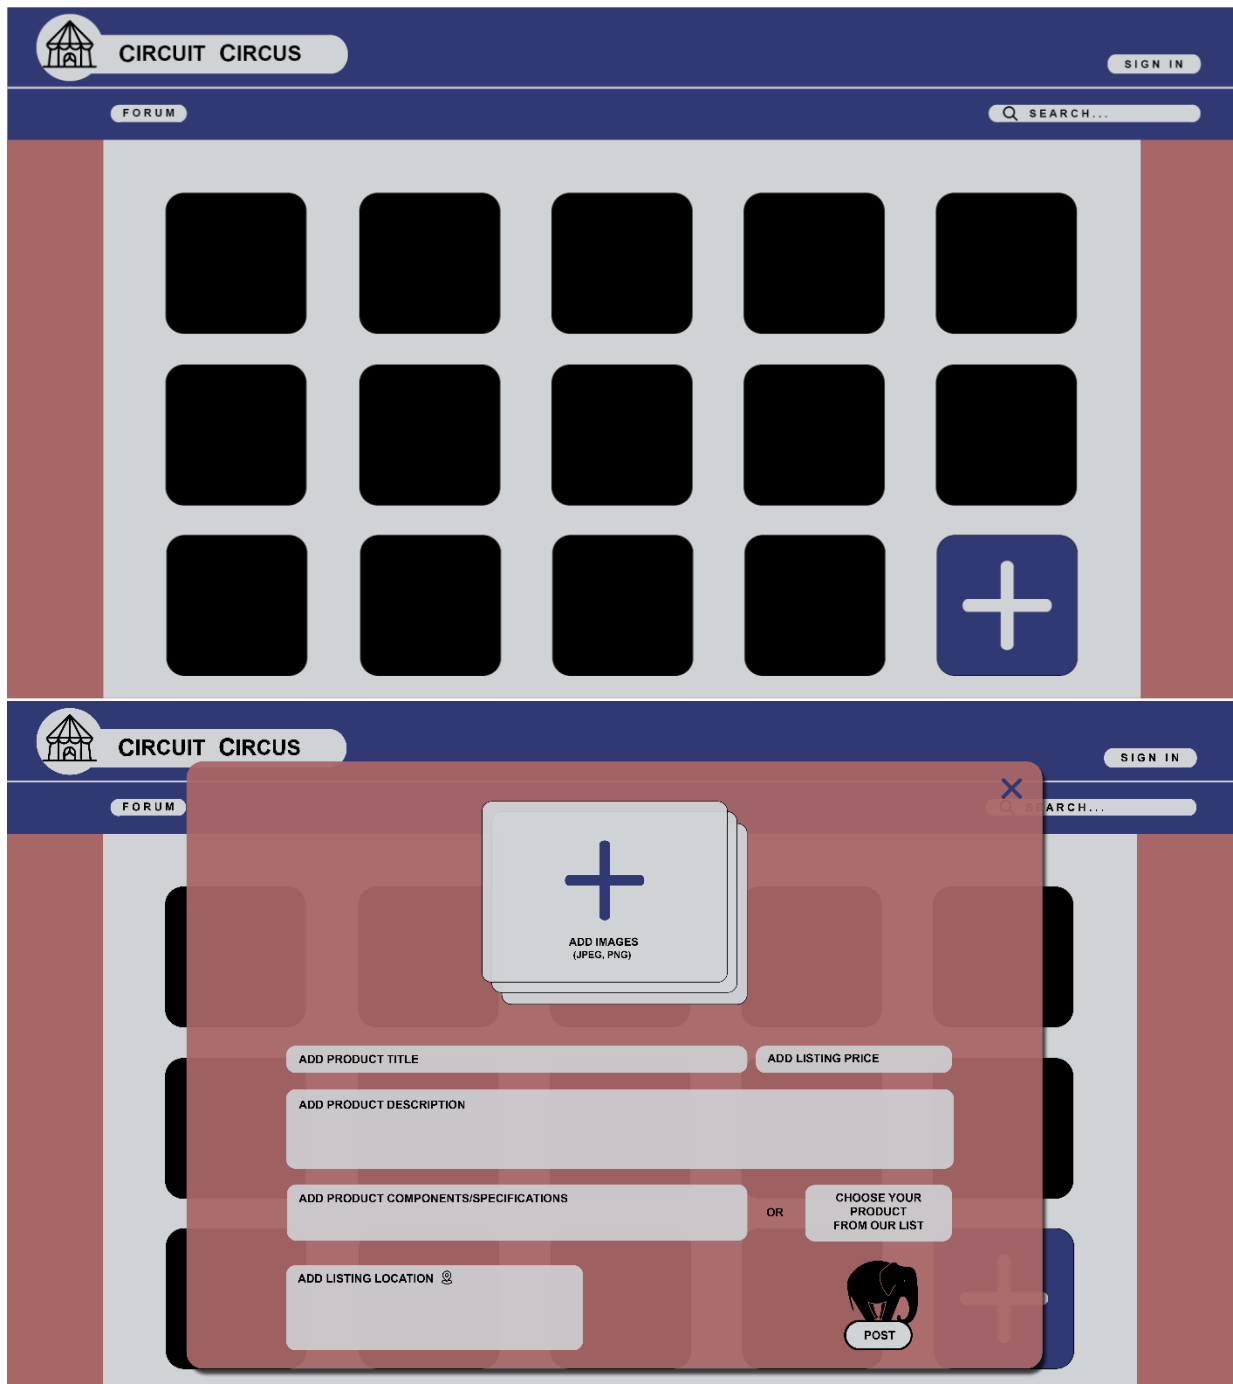 CIRCUIT CIRCUS
SIGN IN
FORUM
SEARCH...
CIRCUIT CIRCUS
SIGN IN
FORUM
SEARCH...
ADD IMAGES
(JPEG, PNG)
ADD PRODUCT TITLE
ADD LISTING PRICE
ADD PRODUCT DESCRIPTION
ADD PRODUCT COMPONENTS/SPECIFICATIONS
OR
CHOOSE YOUR
PRODUCT
FROM OUR LIST
ADD LISTING LOCATION
POST